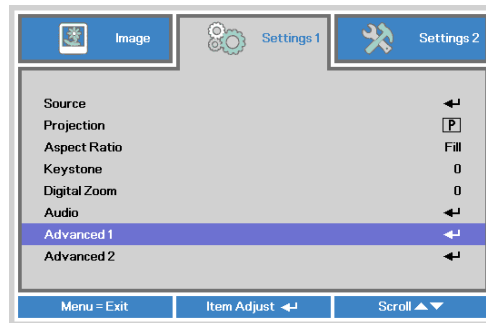 Image Settings 1 Settings 2
Source
Projection P
Aspect Ratio Fill
Keystone 0
Digital Zoom 0
Audio
Advanced 1
Advanced 2
Menu = Exit Item Adjust Scroll